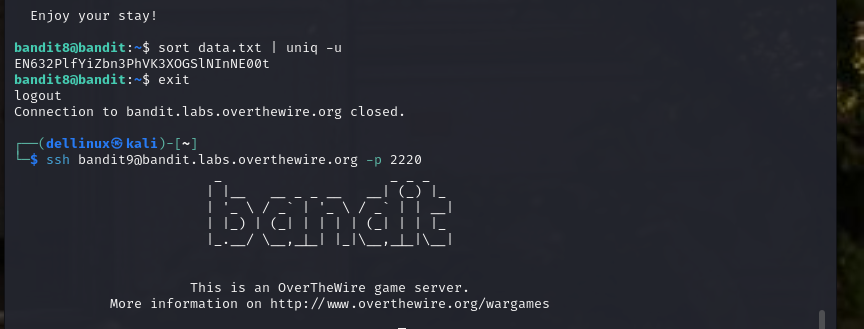 Enjoy your stay!
bandit8@bandit:~$ sort data.txt | uniq -u
EN632PlfYiZbn3PhVK3XOGSlNInNE00t
bandit8@bandit:~$ exit
logout
Connection to bandit.labs.overthewire.org closed.
┌──(dellinux㉿kali)-[~]
└─$ ssh bandit9@bandit.labs.overthewire.org -p 2220
bandit
This is an OverTheWire game server.
More information on http://www.overthewire.org/wargames